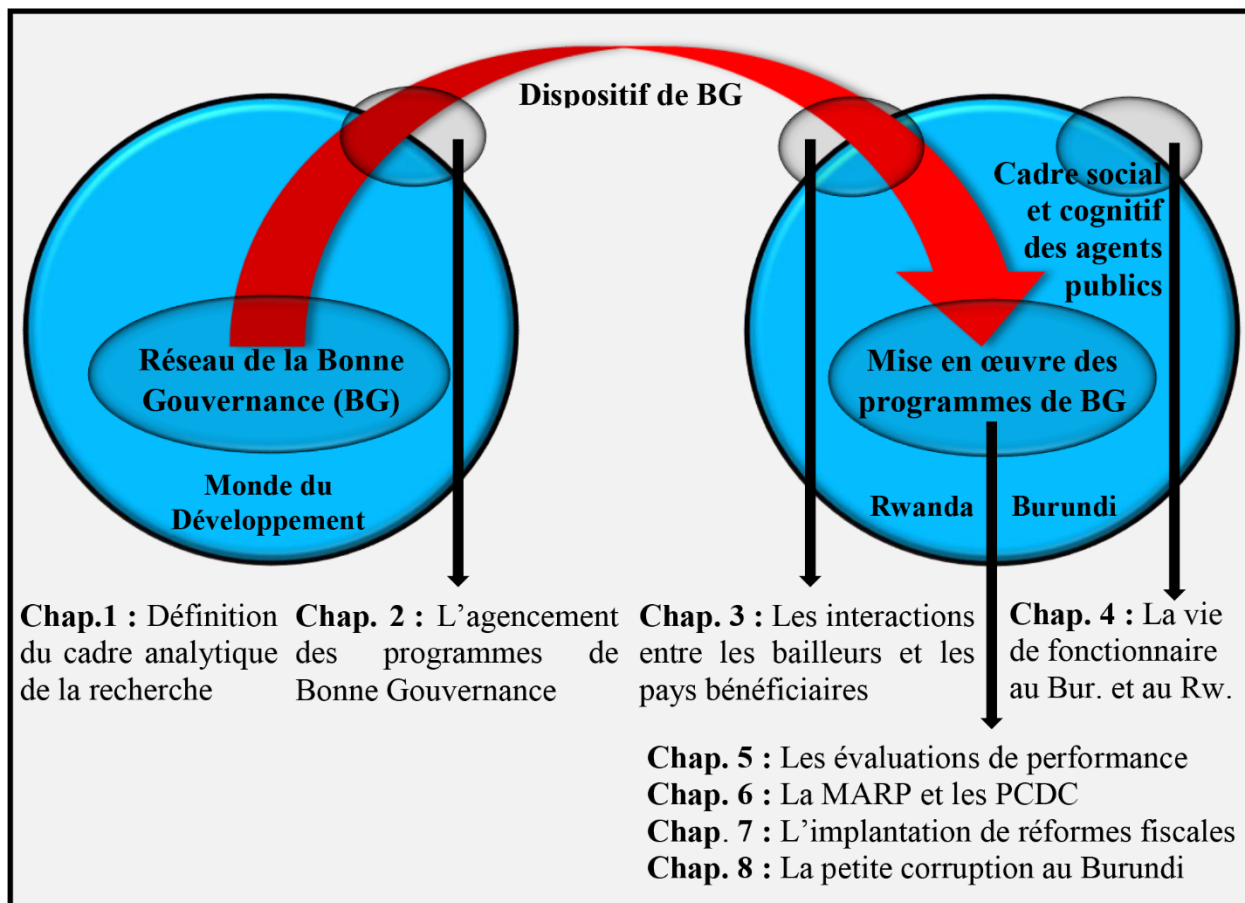 Dispositif de BG
Cadre social
et cognitif
des agents
publics
Réseau de la Bonne
Gouvernance (BG)
Mise en œuvre des
programmes de BG
Monde du
Développement
Rwanda
Burundi
Chap.1 : Définition
du cadre analytique
de la recherche
Chap. 2 : L’agencement
des programmes de
Bonne Gouvernance
Chap. 3 : Les interactions
entre les bailleurs et les
pays bénéficiaires
Chap. 4 : La vie
de fonctionnaire
au Bur. et au Rw.
Chap. 5 : Les évaluations de performance
Chap. 6 : La MARP et les PCDC
Chap. 7 : L’implantation de réformes fiscales
Chap. 8 : La petite corruption au Burundi